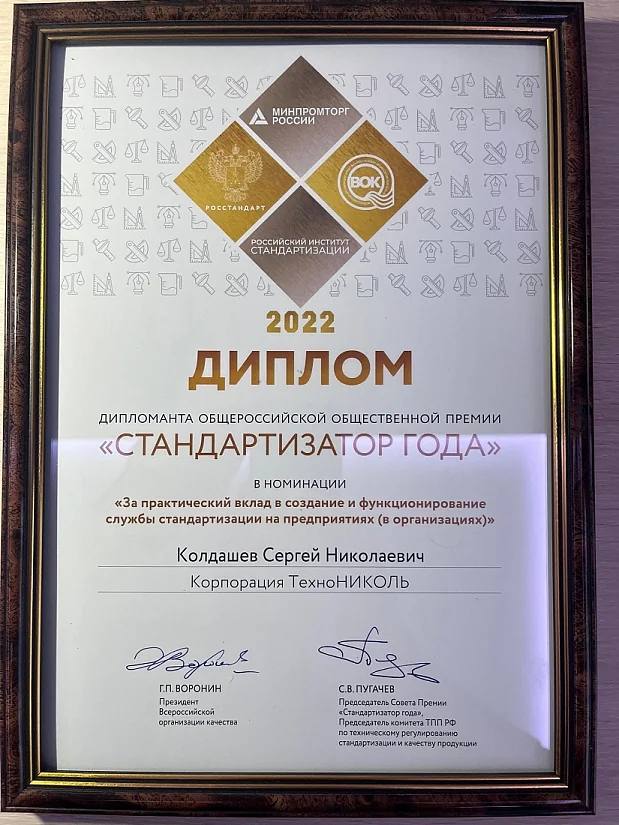 МИНПРОМТОРГ
РОССИИ
РОССТАНДАРТ
ВОК
РОССИЙСКИЙ ИНСТИТУТ
СТАНДАРТИЗАЦИИ
2022
ДИПЛОМ
ДИПЛОМАНТА ОБЩЕРОССИЙСКОЙ ОБЩЕСТВЕННОЙ ПРЕМИИ
«СТАНДАРТИЗАТОР ГОДА»
В НОМИНАЦИИ
«За практический вклад в создание и функционирование
службы стандартизации на предприятиях (в организациях)»
Колдашев Сергей Николаевич
Корпорация ТехноНИКОЛЬ
Г.П. ВОРОНИН
Президент
Всероссийской
организации качества
С.В. ПУГАЧЕВ
Председатель Совета Премии
«Стандартизатор года»,
Председатель комитета ТПП РФ
по техническому регулированию
стандартизации и качеству продукции